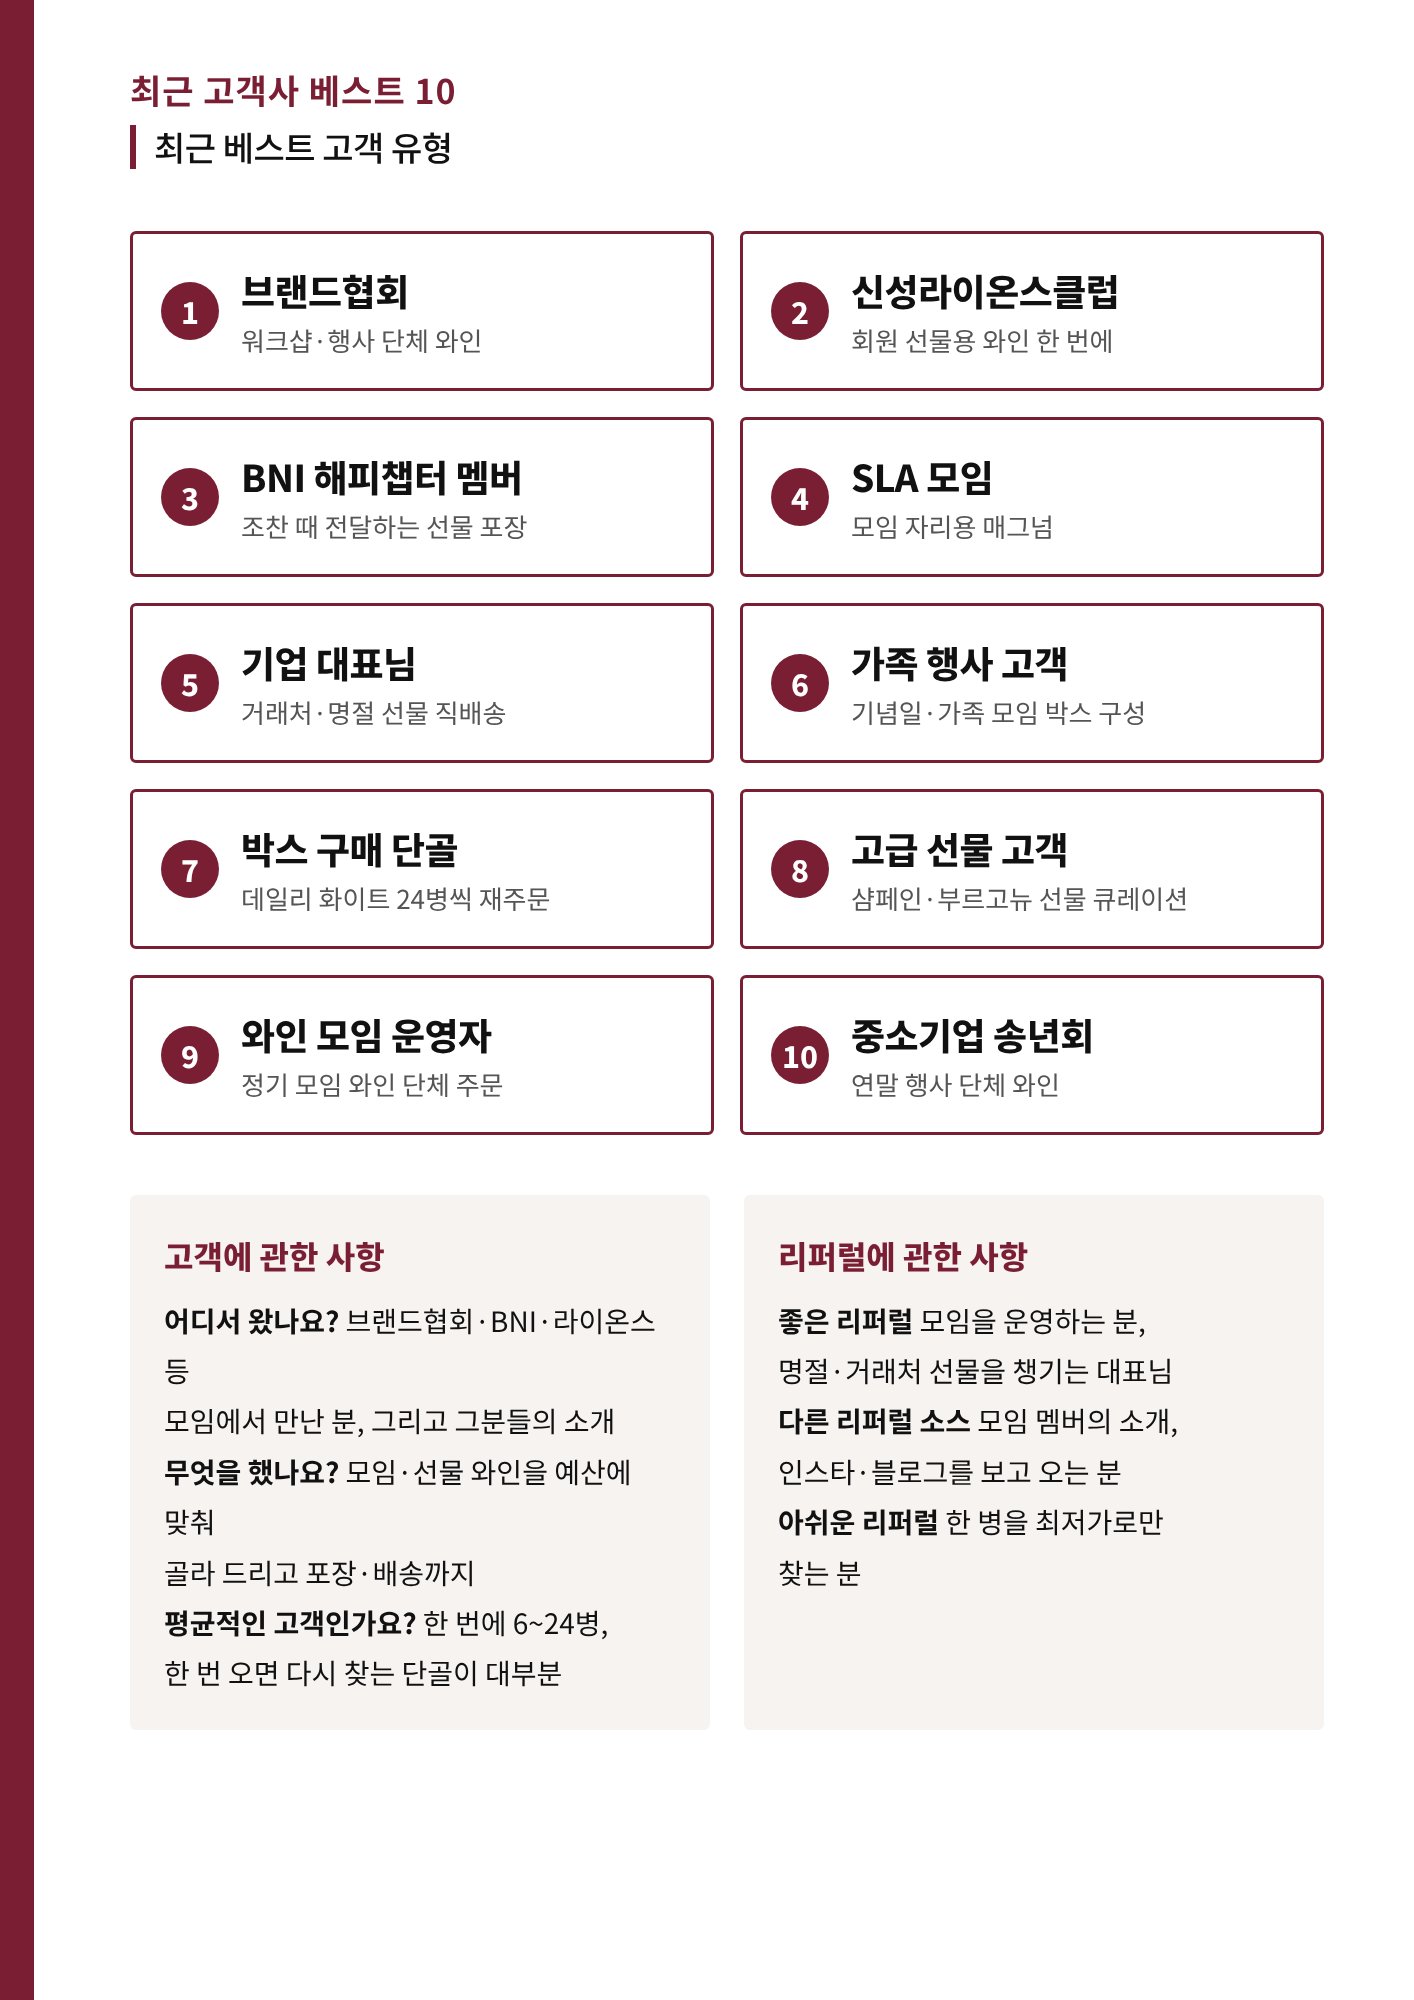 최근 고객사 베스트 10
최근 베스트 고객 유형
1
브랜드협회
워크샵·행사 단체 와인
2
신성라이온스클럽
회원 선물용 와인 한 번에
3
BNI 해피챕터 멤버
조찬 때 전달하는 선물 포장
4
SLA 모임
모임 자리용 매그넘
5
기업 대표님
거래처·명절 선물 직배송
6
가족 행사 고객
기념일·가족 모임 박스 구성
7
박스 구매 단골
데일리 화이트 24병씩 재주문
8
고급 선물 고객
샴페인·부르고뉴 선물 큐레이션
9
와인 모임 운영자
정기 모임 와인 단체 주문
10
중소기업 송년회
연말 행사 단체 와인
고객에 관한 사항
어디서 왔나요? 브랜드협회·BNI·라이온스
등
모임에서 만난 분, 그리고 그분들의 소개
무엇을 했나요? 모임·선물 와인을 예산에
맞춰
골라 드리고 포장·배송까지
평균적인 고객인가요? 한 번에 6~24병,
한 번 오면 다시 찾는 단골이 대부분
리퍼럴에 관한 사항
좋은 리퍼럴 모임을 운영하는 분,
명절·거래처 선물을 챙기는 대표님
다른 리퍼럴 소스 모임 멤버의 소개,
인스타·블로그를 보고 오는 분
아쉬운 리퍼럴 한 병을 최저가로만
찾는 분